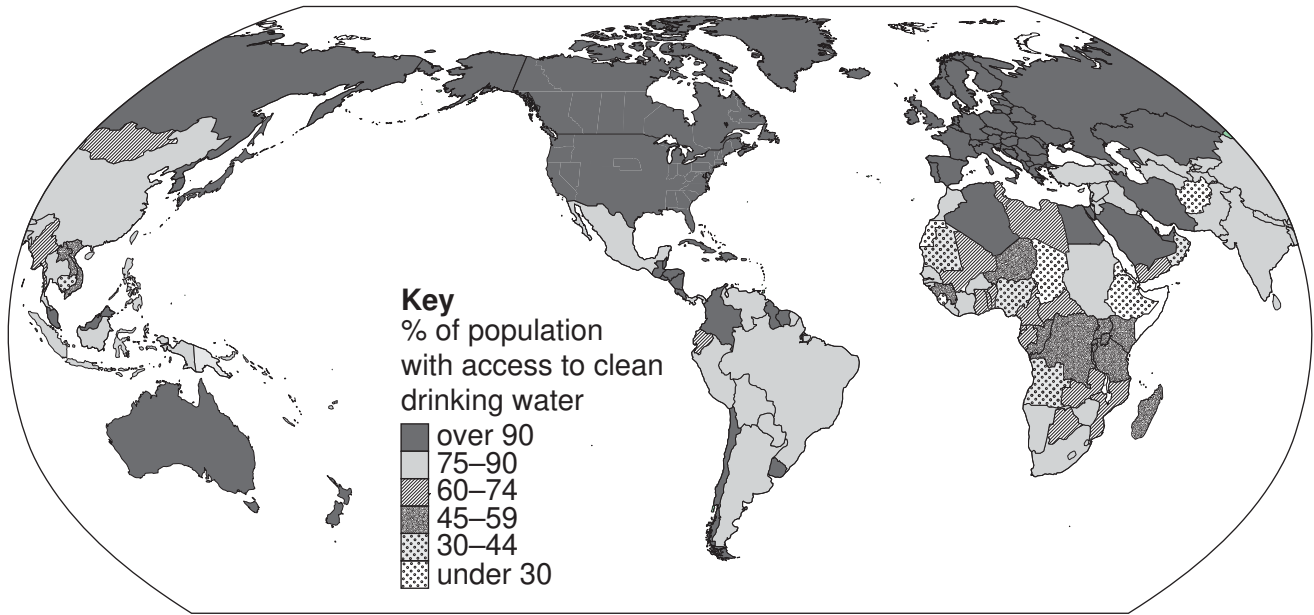 Key
% of population
with access to clean
drinking water
over 90
75–90
60–74
45–59
30–44
under 30